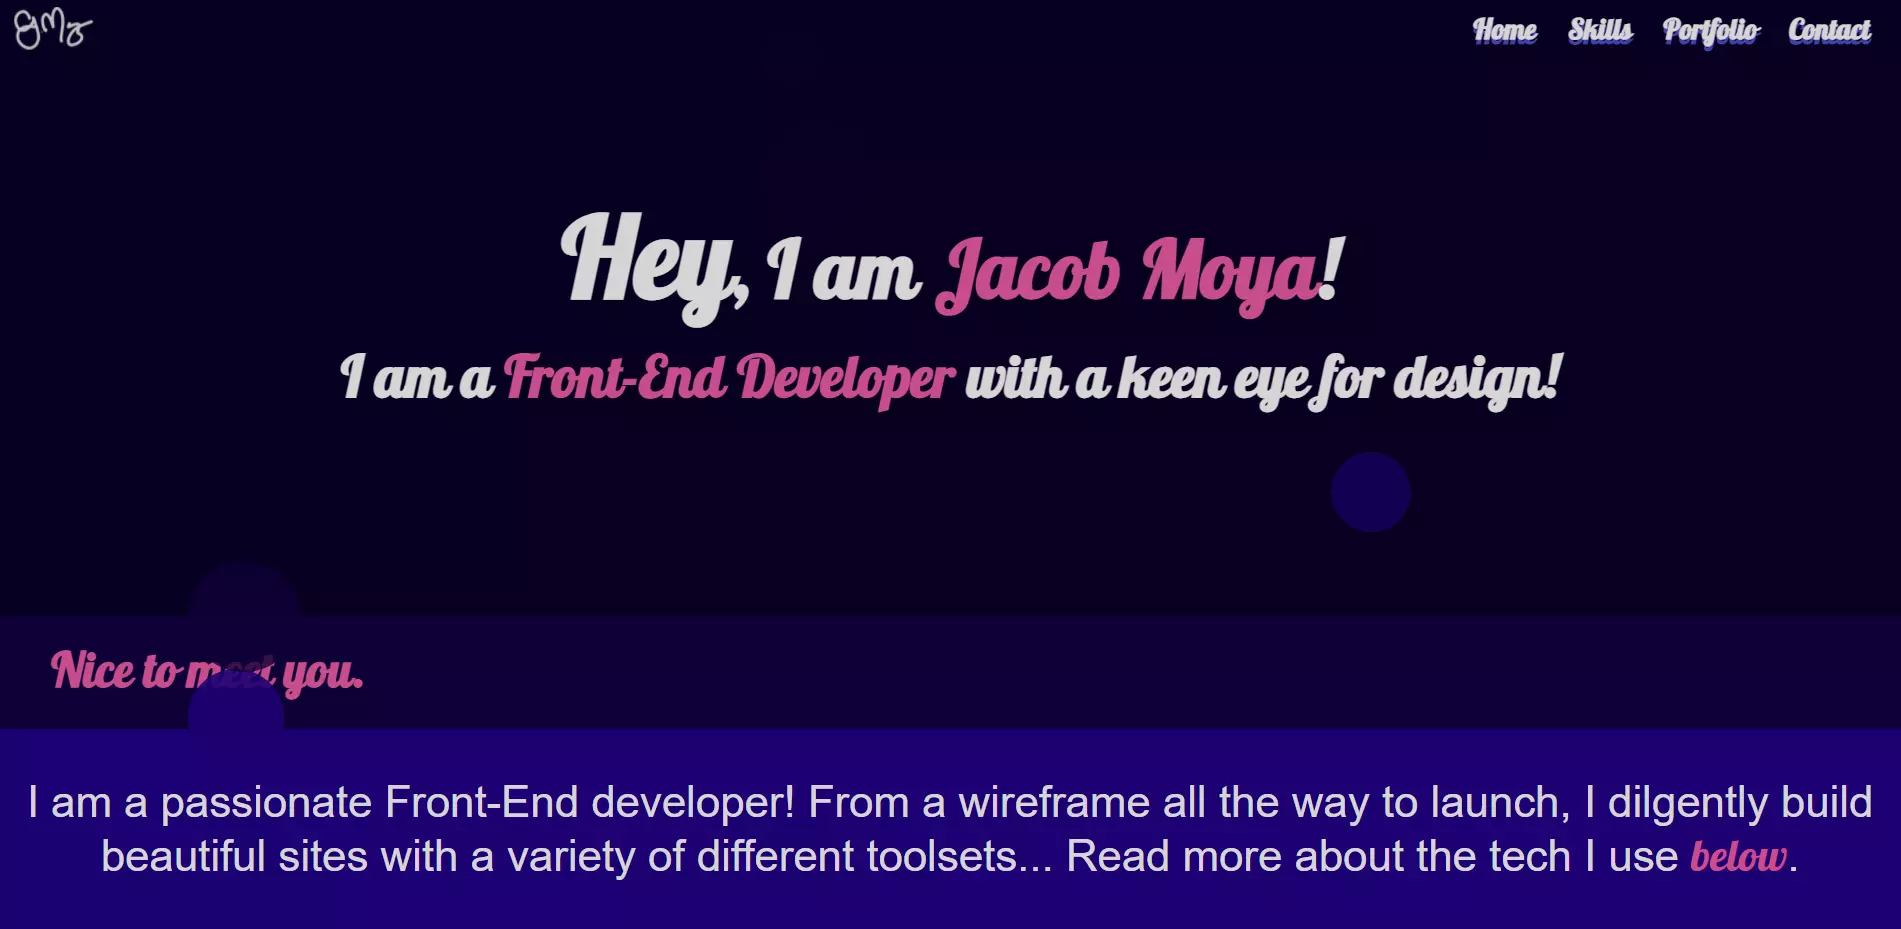 Home Skills Portfolio Contact
Hey, I am Jacob Moya!
I am a Front-End Developer with a keen eye for design!
Nice to meet you.
I am a passionate Front-End developer! From a wireframe all the way to launch, I dilgently build
beautiful sites with a variety of different toolsets... Read more about the tech I use below.